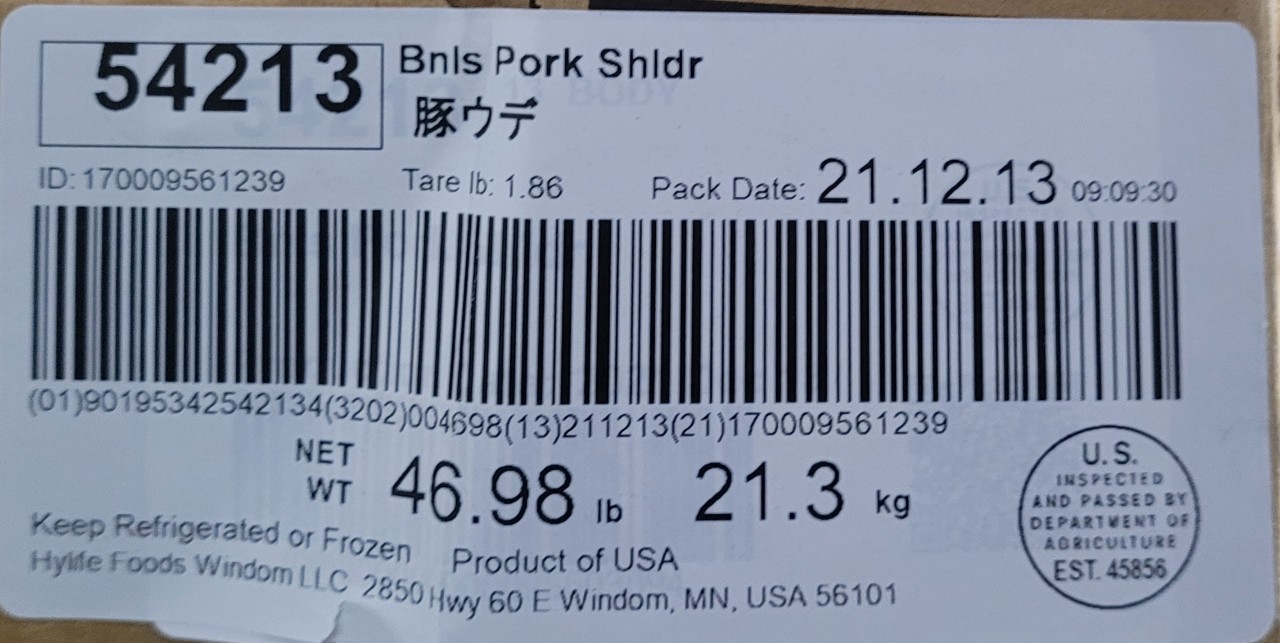 54213
Bnls Pork Shldr
豚ウデ
ID: 170009561239
Tare lb: 1.86
Pack Date: 21.12.13 09:09:30
(01)90195342542134(3202)004698(13)211213(21)170009561239
NET
WT
46.98 lb
21.3 kg
Keep Refrigerated or Frozen
Product of USA
Hylife Foods Windom LLC 2850 Hwy 60 E Windom, MN, USA 56101
U.S.
INSPECTED
AND PASSED BY
DEPARTMENT OF
AGRICULTURE
EST. 45856